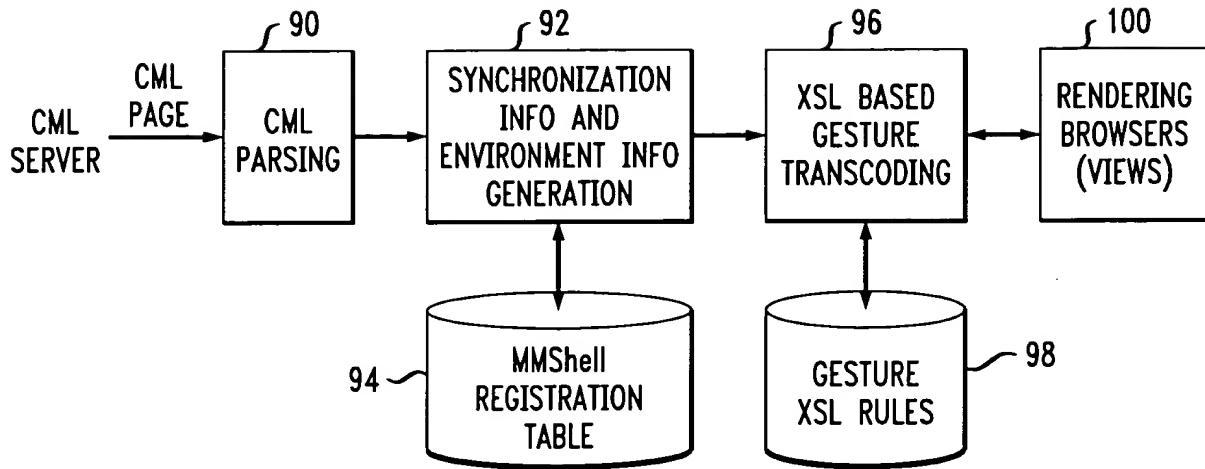 90
92
96
100
CML
SERVER
CML
PAGE
CML
PARSING
SYNCHRONIZATION
INFO AND
ENVIRONMENT INFO
GENERATION
XSL BASED
GESTURE
TRANSCODING
RENDERING
BROWSERS
(VIEWS)
94
MMShell
REGISTRATION
TABLE
GESTURE
XSL RULES
98